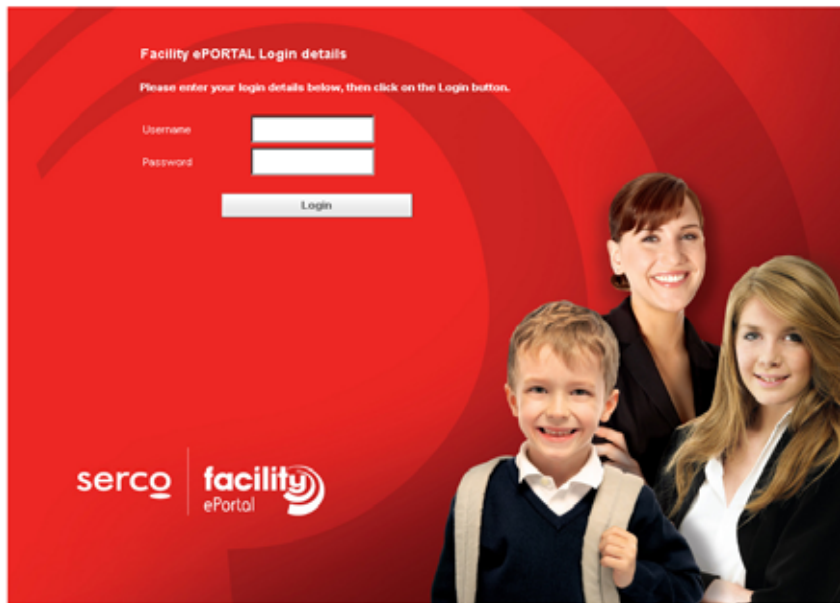 Facility ePORTAL Login details
Please enter your login details below, then click on the Login button.
Username
Password
Login
serco
facility
ePortal